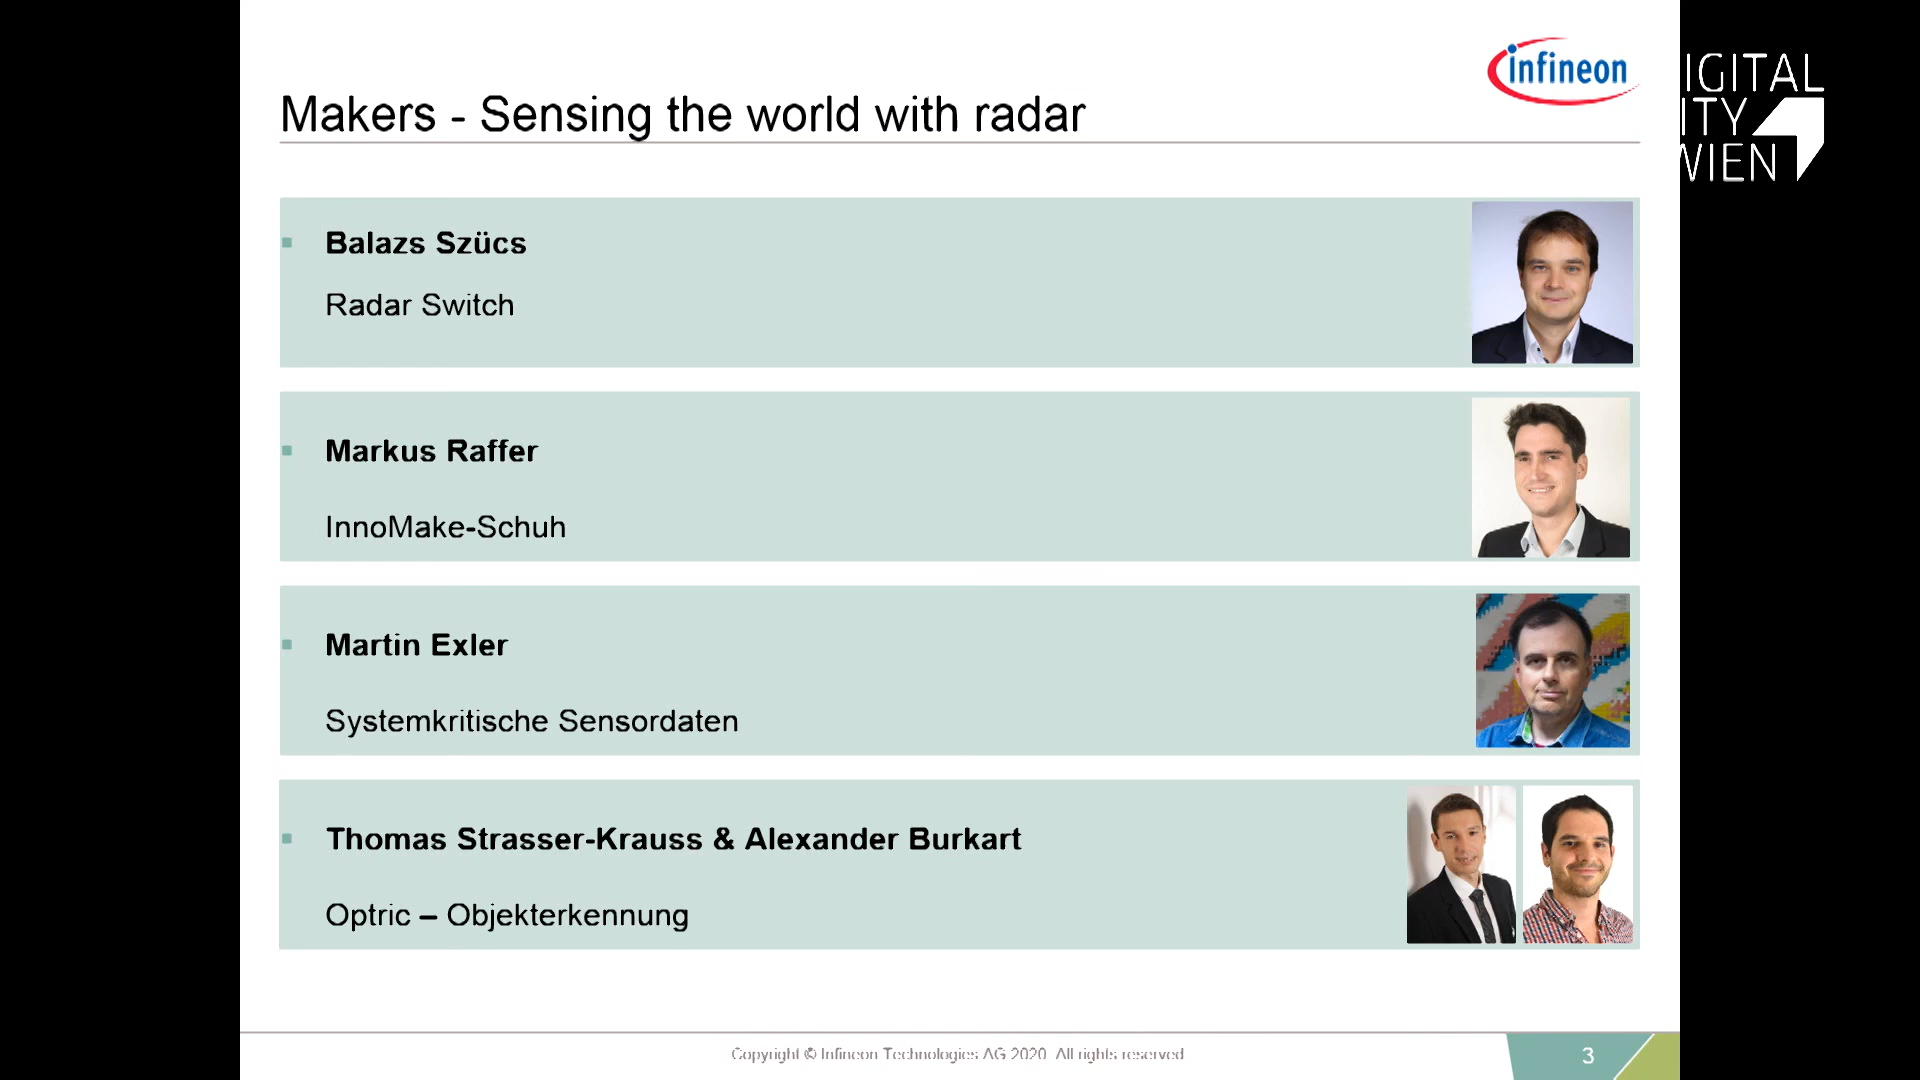 infineon
IGITAL
ITY
WIEN
Makers - Sensing the world with radar
Balazs Szücs
Radar Switch
Markus Raffer
InnoMake-Schuh
Martin Exler
Systemkritische Sensordaten
Thomas Strasser-Krauss & Alexander Burkart
Optric – Objekterkennung
Copyright © Infineon Technologies AG 2020. All rights reserved.
3